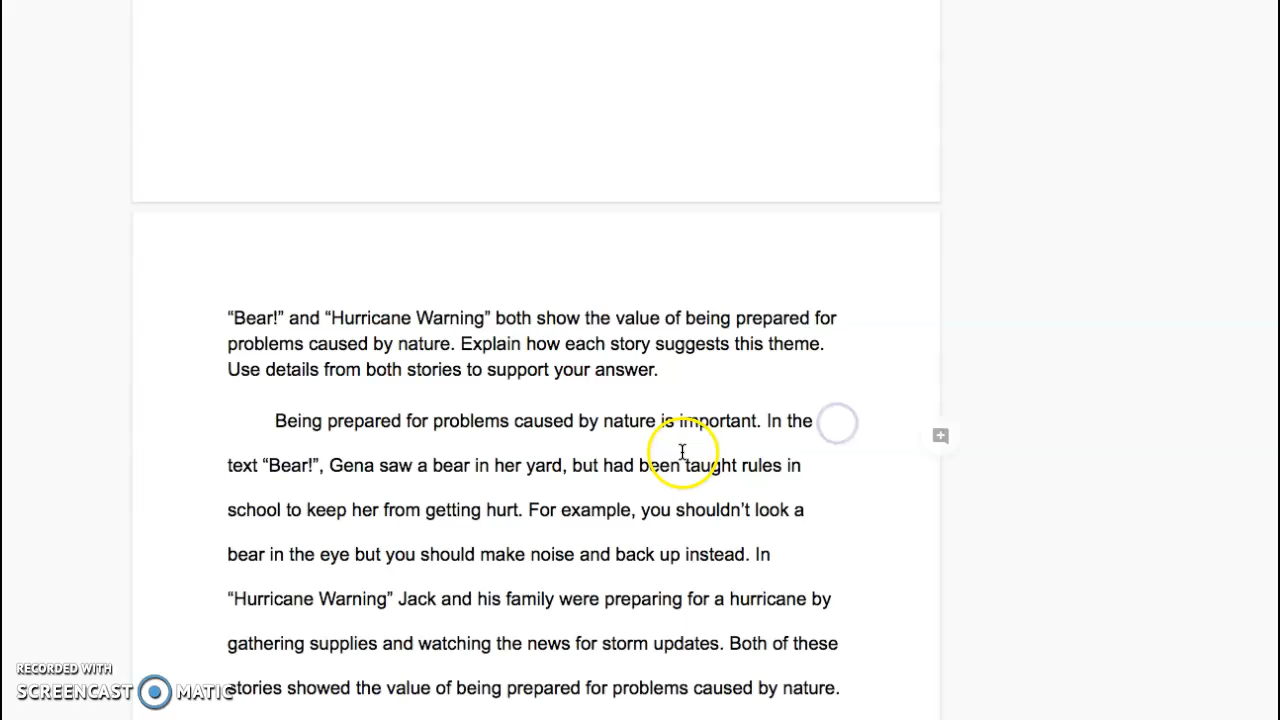 “Bear!” and “Hurricane Warning” both show the value of being prepared for
problems caused by nature. Explain how each story suggests this theme.
Use details from both stories to support your answer.
Being prepared for problems caused by nature is important. In the
text “Bear!”, Gena saw a bear in her yard, but had been taught rules in
school to keep her from getting hurt. For example, you shouldn’t look a
bear in the eye but you should make noise and back up instead. In
“Hurricane Warning” Jack and his family were preparing for a hurricane by
gathering supplies and watching the news for storm updates. Both of these
stories showed the value of being prepared for problems caused by nature.
RECORDED WITH
SCREENCAST MATIC